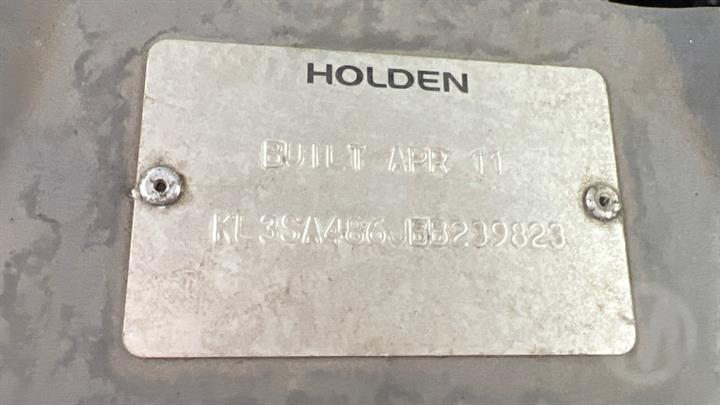 HOLDEN
BUILT APR 11
KL3SA486JBB239823